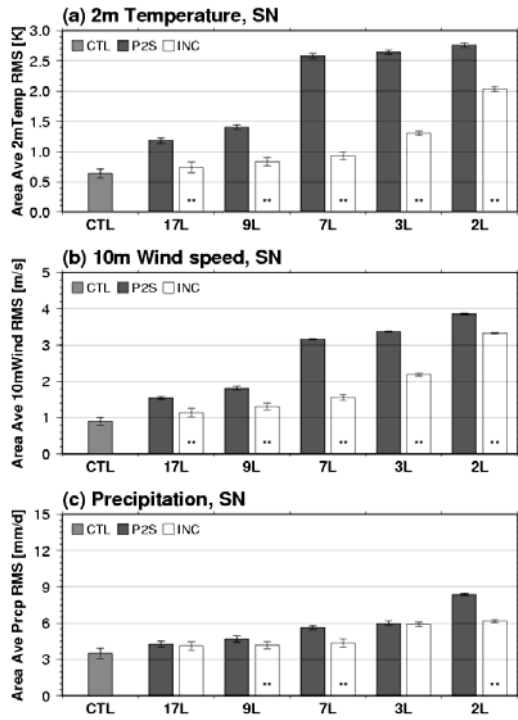 (a) 2m Temperature, SN
Area Ave 2mTemp RMS [K]
3.0
2.5
2.0
1.5
1.0
0.5
0.0
CTL P2S INC
** ** ** ** **
CTL 17L 9L 7L 3L 2L
(b) 10m Wind speed, SN
Area Ave 10mWind RMS [m/s]
5
4
3
2
1
0
CTL P2S INC
** ** ** ** **
CTL 17L 9L 7L 3L 2L
(c) Precipitation, SN
Area Ave Prcp RMS [mm/d]
15
12
9
6
3
0
CTL P2S INC
** ** **
CTL 17L 9L 7L 3L 2L